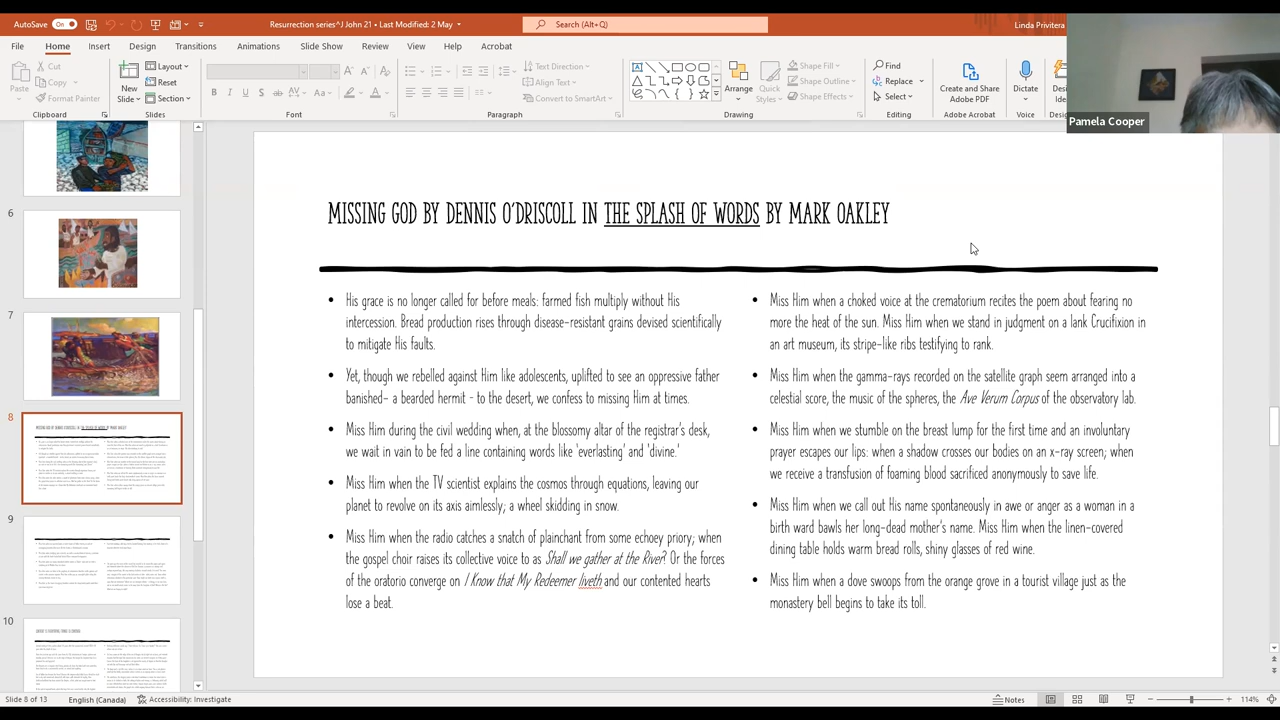 AutoSave On
Resurrection series^J John 21 • Last Modified: 2 May
Search (Alt+Q)
Linda Privitera
File Home Insert Design Transitions Animations Slide Show Review View Help Acrobat
Paste
Cut
Copy
Format Painter
Clipboard
New Slide
Layout
Reset
Section
Slides
Font
Text Direction
Align Text
Convert to SmartArt
Paragraph
Arrange
Quick Styles
Shape Fill
Shape Outline
Shape Effects
Drawing
Find
Replace
Select
Editing
Create and Share Adobe PDF
Adobe Acrobat
Dictate
Voice
Pamela Cooper
6
7
8
9
10
MISSING GOD BY DENNIS O'DRISCOLL IN THE SPLASH OF WORDS BY MARK OAKLEY
• His grace is no longer called for before meals: farmed fish multiply without His
intercession. Bread production rises through disease-resistant grains devised scientifically
to mitigate His faults.
• Yet, though we rebelled against Him like adolescents, uplifted to see an oppressive father
banished- a bearded hermit - to the desert, we confess to missing Him at times.
• Miss Him during the civil wedding when, at the blossomy altar of the registrar's desk,
we wait in vain to be fed a line containing words like 'everlasting' and 'divine.'
• Miss Him when the TV scientist explains the cosmos through equations, leaving our
planet to revolve on its axis aimlessly; a wheel skidding in snow.
• Miss Him when the radio catches a snatch of plainchant from some echoey priory; when
the gospel choir raises its collective voice to ask Shall we gather at the River? Or the forces
of the oratorio converge on I know that My Redeemer liveth and our contented hearts
lose a beat.
• Miss Him when a choked voice at the crematorium recites the poem about fearing no
more the heat of the sun. Miss Him when we stand in judgment on a lank Crucifixion in
an art museum, its stripe-like ribs testifying to rank.
• Miss Him when the gamma-rays recorded on the satellite graph seem arranged into a
celestial score, the music of the spheres, the Ave Verum Corpus of the observatory lab.
• Miss Him when we stumble on the breast lump for the first time and an involuntary
prayer escapes our lips: when a shadow crosses our bodies on an x-ray screen; when
we receive a transfusion of foaming blood sacrificed anonymously to save life.
• Miss Him when we call out His name spontaneously in awe or anger as a woman in a
birth ward bawls her long-dead mother's name. Miss Him when the linen-covered
dining table holds warm bread rolls, shiny glasses of red wine.
• Miss Him when a dove swoops from the orange grove in a tourist village just as the
monastery bell begins to take its toll.
Slide 8 of 13
English (Canada)
Accessibility: Investigate
Notes
114%